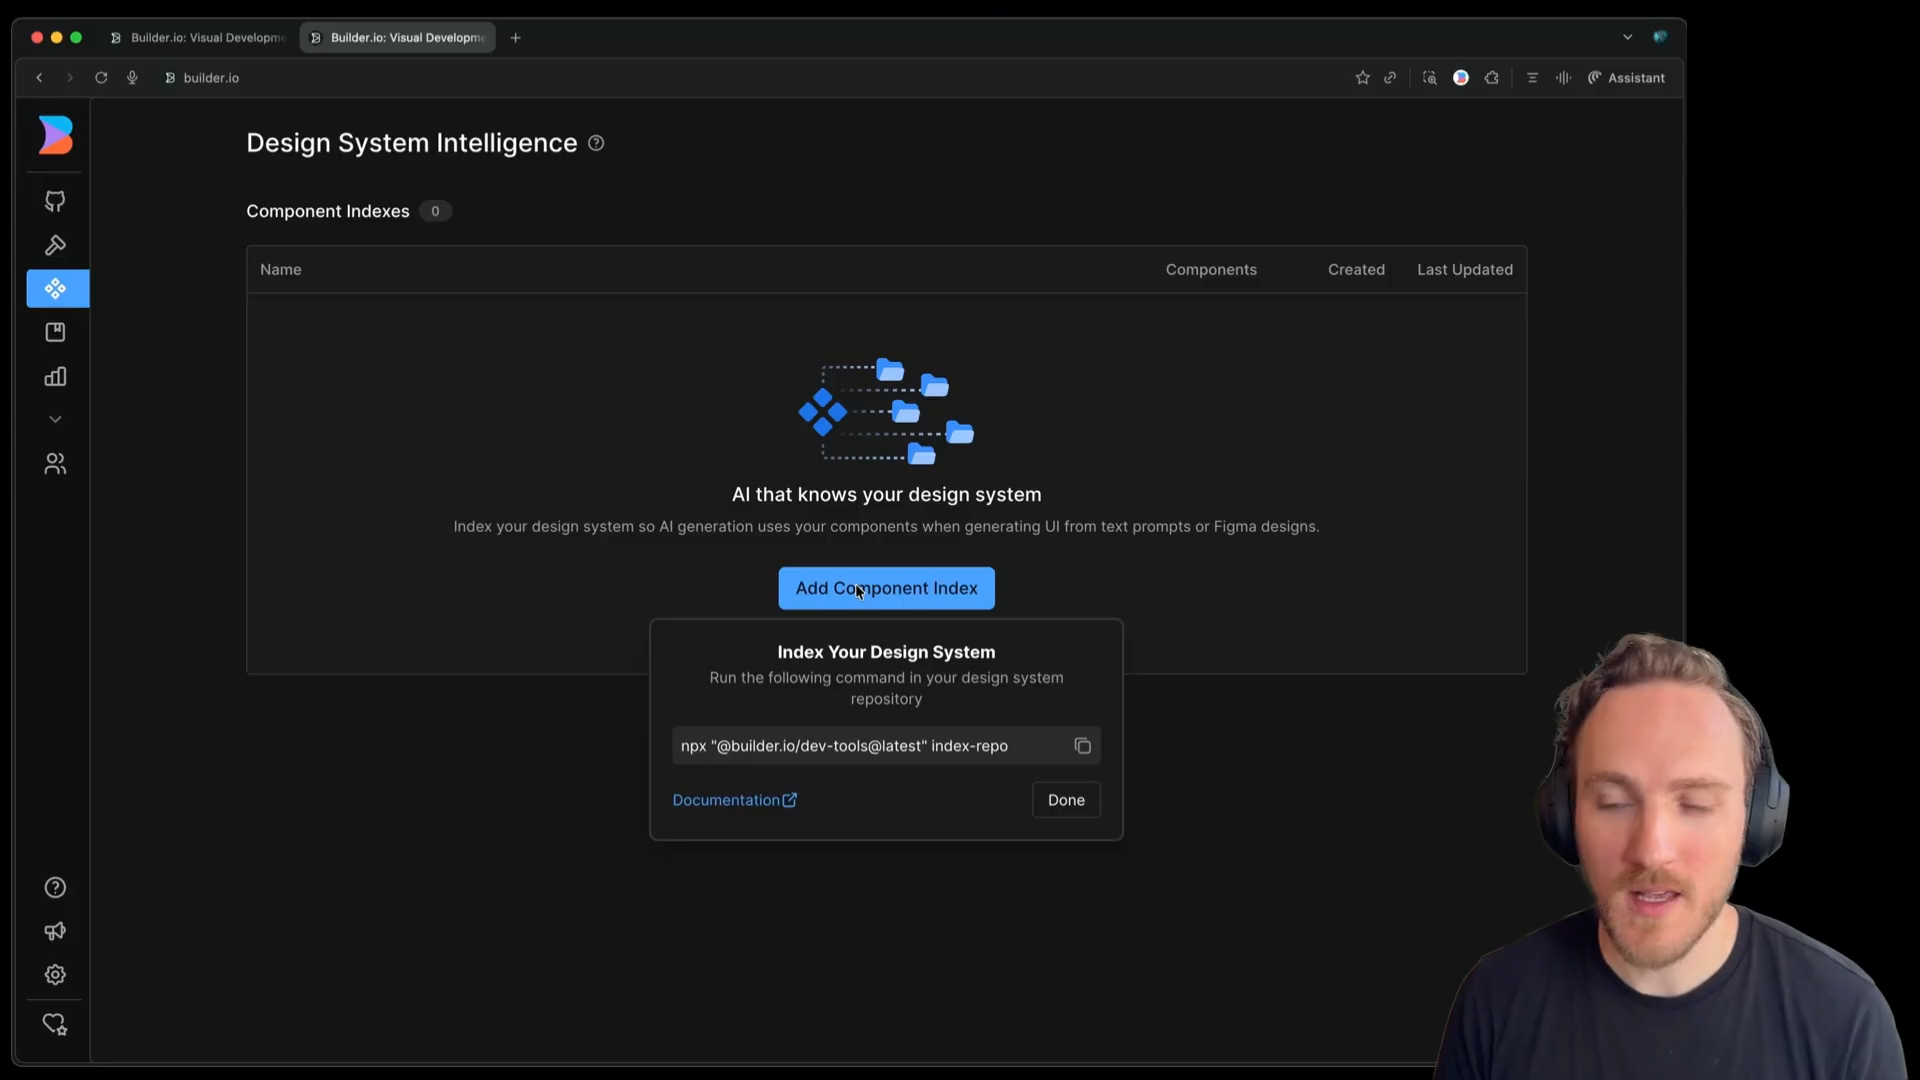 Builder.io: Visual Developm
Builder.io: Visual Developm
builder.io
Assistant
Design System Intelligence
Component Indexes 0
Name Components Created Last Updated
AI that knows your design system
Index your design system so AI generation uses your components when generating UI from text prompts or Figma designs.
Add Component Index
Index Your Design System
Run the following command in your design system
repository
npx "@builder.io/dev-tools@latest" index-repo
Documentation
Done